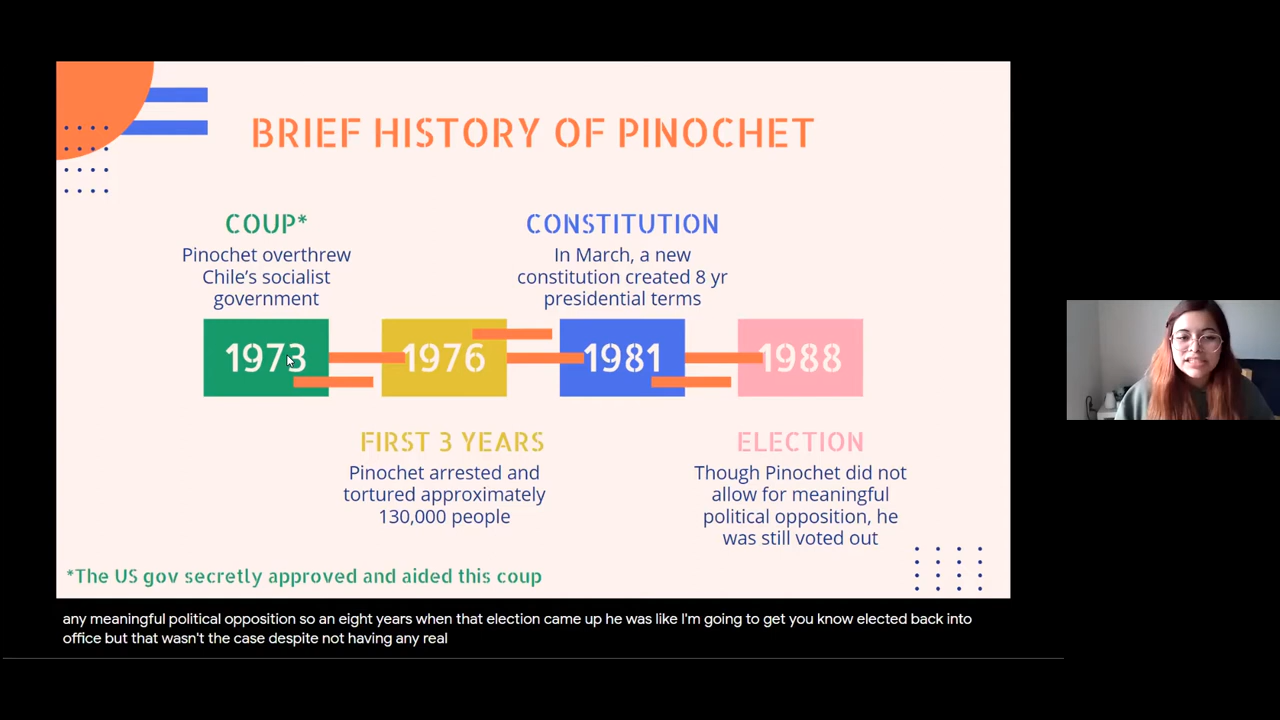 BRIEF HISTORY OF PINOCHET
COUP*
Pinochet overthrew
Chile's socialist
government
CONSTITUTION
In March, a new
constitution created 8 yr
presidential terms
1973
1976
1981
1988
FIRST 3 YEARS
Pinochet arrested and
tortured approximately
130,000 people
ELECTION
Though Pinochet did not
allow for meaningful
political opposition, he
was still voted out
*The US gov secretly approved and aided this coup
any meaningful political opposition so an eight years when that election came up he was like I'm going to get you know elected back into
office but that wasn't the case despite not having any real